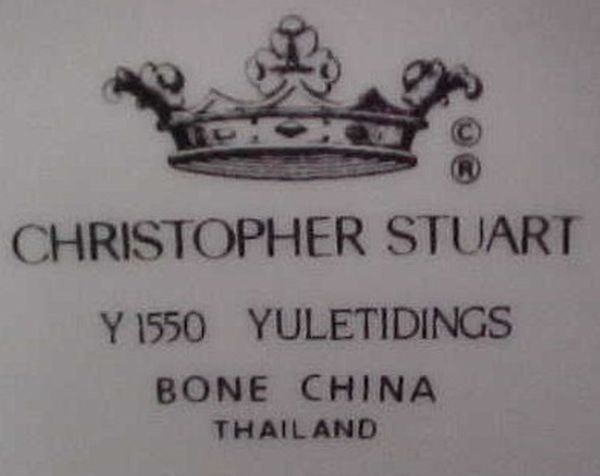 ©
®
CHRISTOPHER STUART
Y 1550 YULETIDINGS
BONE CHINA
THAILAND